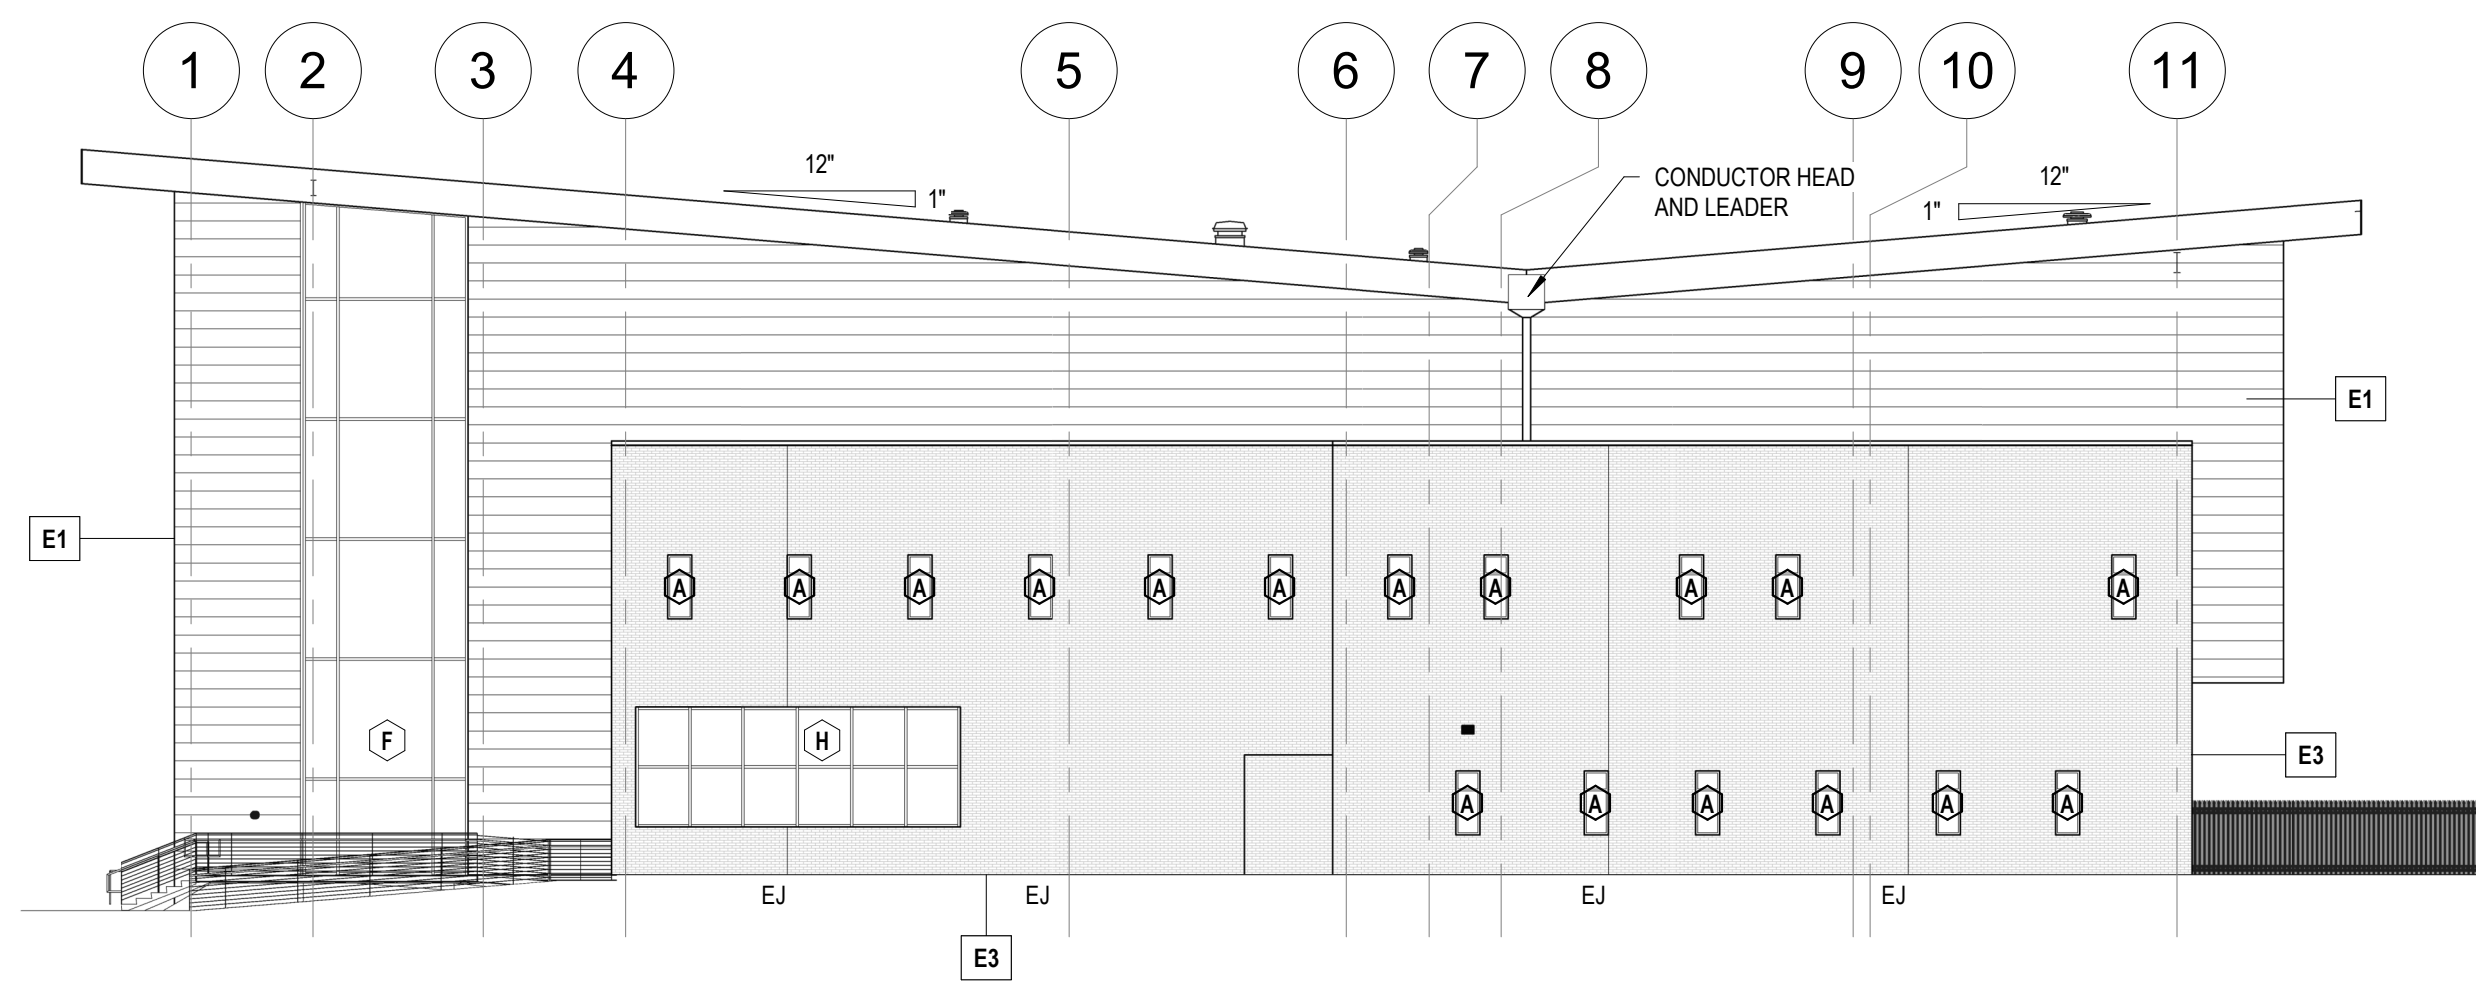 1 2 3 4 5 6 7 8 9 10 11
12"
1"
CONDUCTOR HEAD
AND LEADER
12"
1"
E1
E1
A A A A A A A A A A A
F
H
E3
A A A A A A
EJ EJ EJ EJ
E3